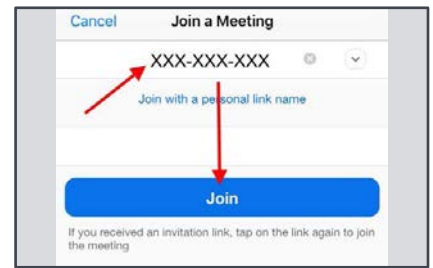 Cancel Join a Meeting
XXX-XXX-XXX
Join with a personal link name
Join
If you received an invitation link, tap on the link again to join
the meeting